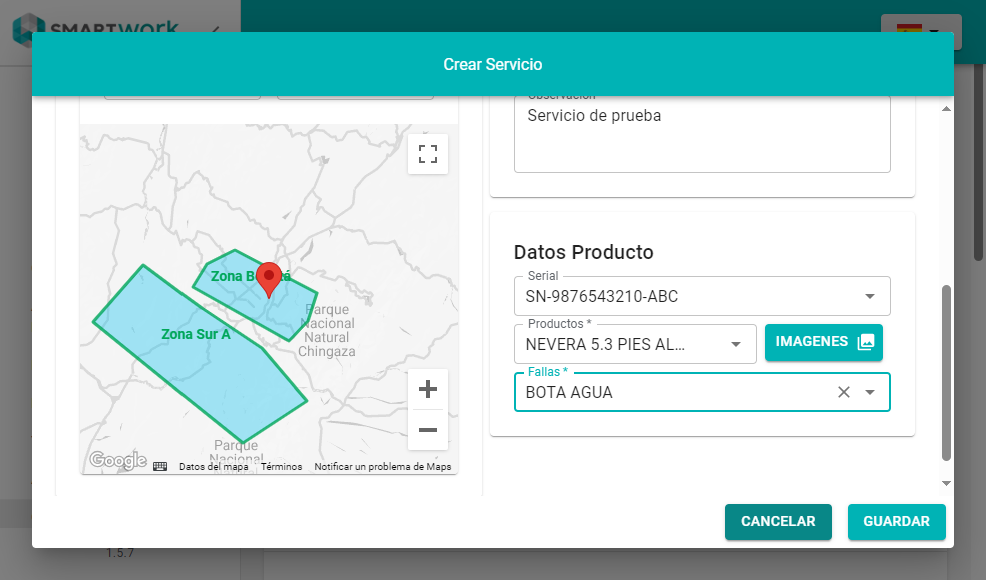 SMARTwork
Crear Servicio
Observación
Servicio de prueba
Zona Sur A
Parque
Nacional
Natural
Chingaza
Parque
Nacional
Google
Datos del mapa
Términos
Notificar un problema de Maps
Datos Producto
Serial
SN-9876543210-ABC
Productos *
NEVERA 5.3 PIES AL...
IMAGENES
Fallas *
BOTA AGUA
CANCELAR
GUARDAR
1.5.7